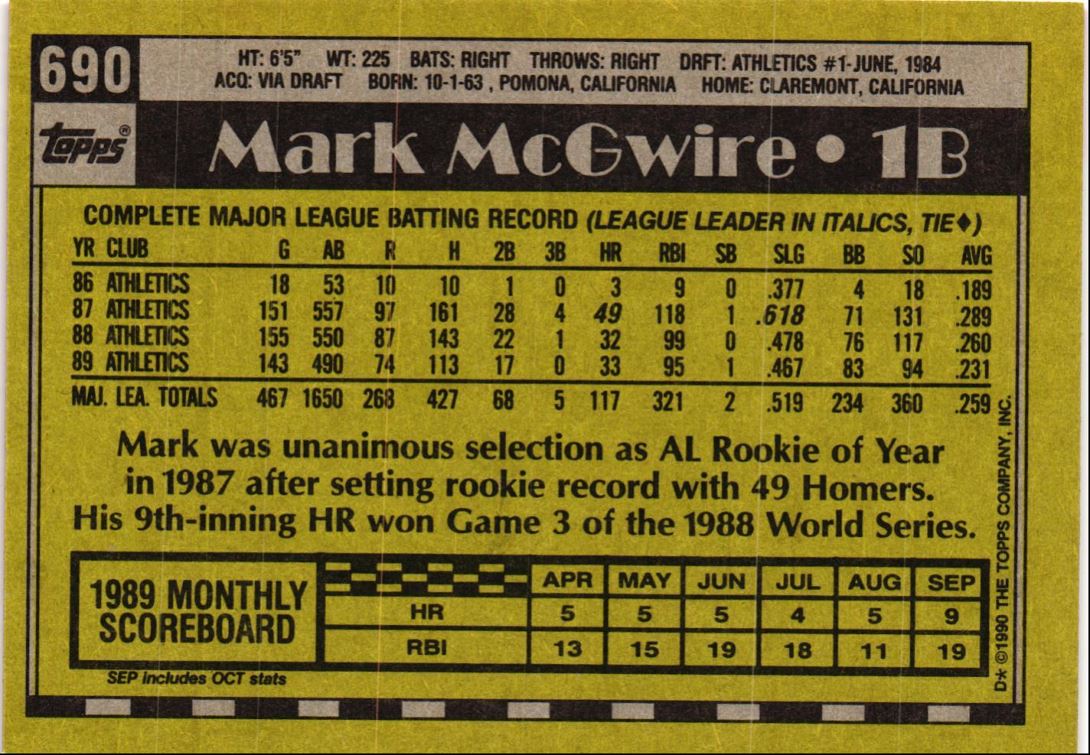 690
HT: 6'5" WT: 225 BATS: RIGHT THROWS: RIGHT DRFT: ATHLETICS #1-JUNE, 1984
ACQ: VIA DRAFT BORN: 10-1-63 , POMONA, CALIFORNIA HOME: CLAREMONT, CALIFORNIA
Topps®
Mark McGwire • 1B
COMPLETE MAJOR LEAGUE BATTING RECORD (LEAGUE LEADER IN ITALICS, TIE♦)
YR CLUB G AB R H 2B 3B HR RBI SB SLG BB SO AVG
86 ATHLETICS 18 53 10 10 1 0 3 9 0 .377 4 18 .189
87 ATHLETICS 151 557 97 161 28 4 49 118 1 .618 71 131 .289
88 ATHLETICS 155 550 87 143 22 1 32 99 0 .478 76 117 .260
89 ATHLETICS 143 490 74 113 17 0 33 95 1 .467 83 94 .231
MAJ. LEA. TOTALS 467 1650 268 427 68 5 117 321 2 .519 234 360 .259
Mark was unanimous selection as AL Rookie of Year
in 1987 after setting rookie record with 49 Homers.
His 9th-inning HR won Game 3 of the 1988 World Series.
1989 MONTHLY
SCOREBOARD
APR MAY JUN JUL AUG SEP
HR 5 5 5 4 5 9
RBI 13 15 19 18 11 19
SEP includes OCT stats
D* ©1990 THE TOPPS COMPANY, INC.